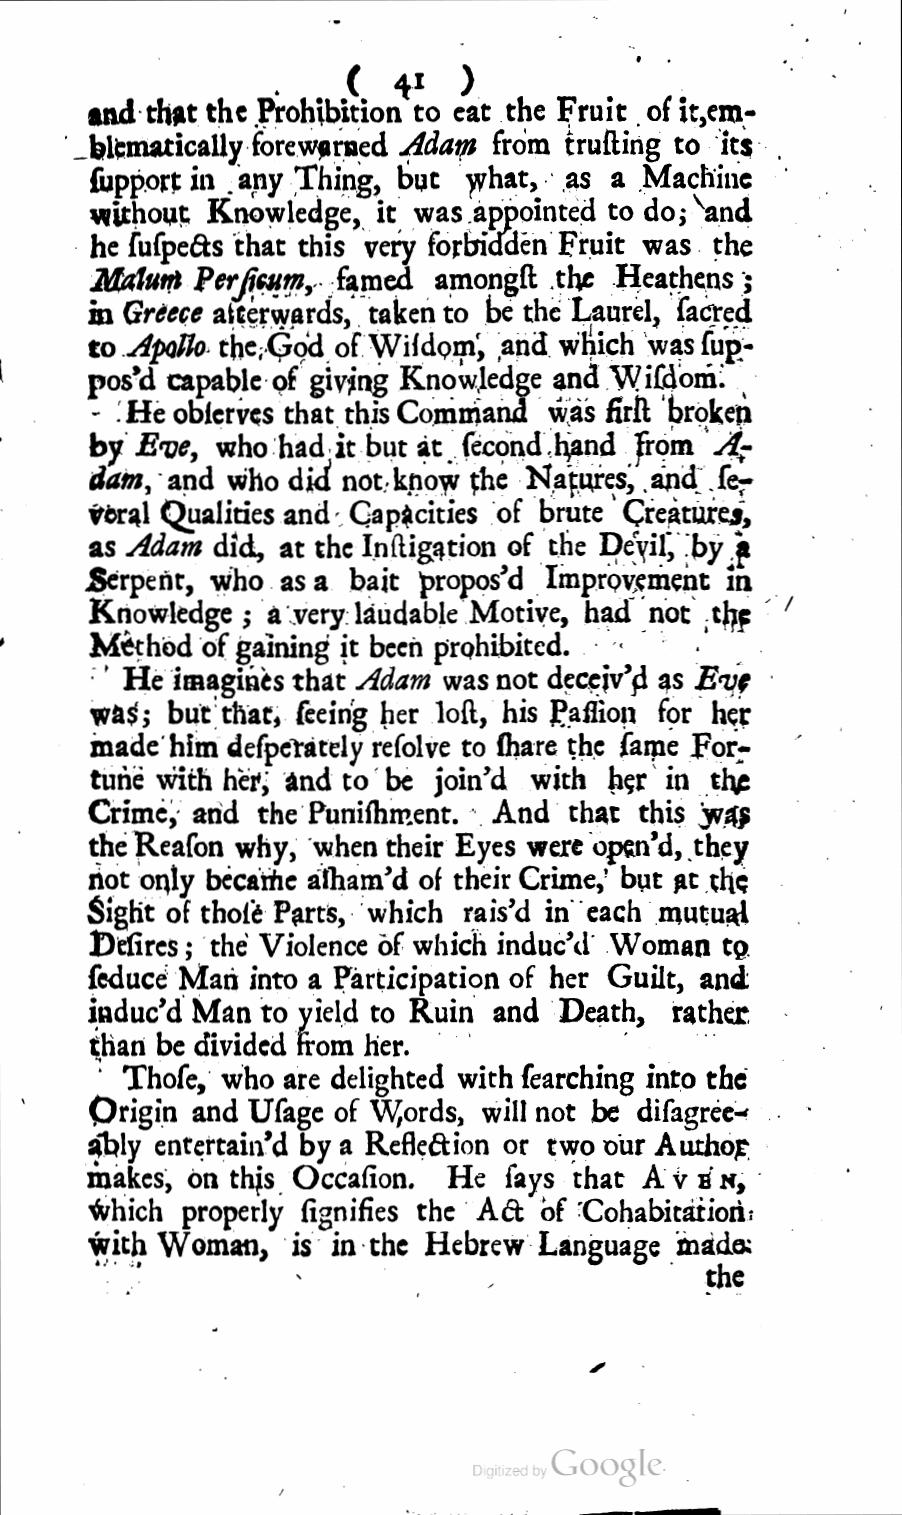 ( 41 )
and that the Prohibition to eat the Fruit of it,em-
blematically forewarned Adam from truſting to its
ſupport in any Thing, but what, as a Machine
without Knowledge, it was appointed to do; and
he ſuſpects that this very forbidden Fruit was the
Malum Perſicum, famed amongſt the Heathens;
in Greece afterwards, taken to be the Laurel, ſacred
to Apollo the God of Wiſdom, and which was ſup-
pos'd capable of giving Knowledge and Wiſdom.
He obſerves that this Command was firſt broken
by Eve, who had it but at ſecond hand from A-
dam, and who did not know the Natures, and ſe-
veral Qualities and Capacities of brute Creatures,
as Adam did, at the Inſtigation of the Devil, by a
Serpent, who as a bait propos'd Improvement in
Knowledge; a very laudable Motive, had not the
Method of gaining it been prohibited.
He imagines that Adam was not deceiv'd as Eve
was; but that, ſeeing her loſt, his Paſſion for her
made him deſperately reſolve to ſhare the ſame For-
tune with her, and to be join'd with her in the
Crime, and the Puniſhment. And that this was
the Reaſon why, when their Eyes were open'd, they
not only became aſham'd of their Crime, but at the
Sight of thoſe Parts, which rais'd in each mutual
Deſires; the Violence of which induc'd Woman to
ſeduce Man into a Participation of her Guilt, and
induc'd Man to yield to Ruin and Death, rather
than be divided from her.
Thoſe, who are delighted with ſearching into the
Origin and Uſage of Words, will not be diſagree-
ably entertain'd by a Reflection or two our Author
makes, on this Occaſion. He ſays that AVEN,
which properly ſignifies the Act of Cohabitation
with Woman, is in the Hebrew Language made
the
Digitized by Google